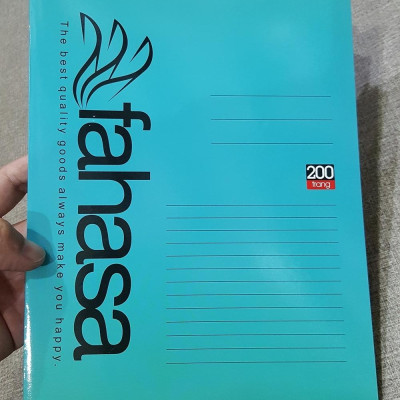 fahasa
The best quality goods always make you happy.
200
trang